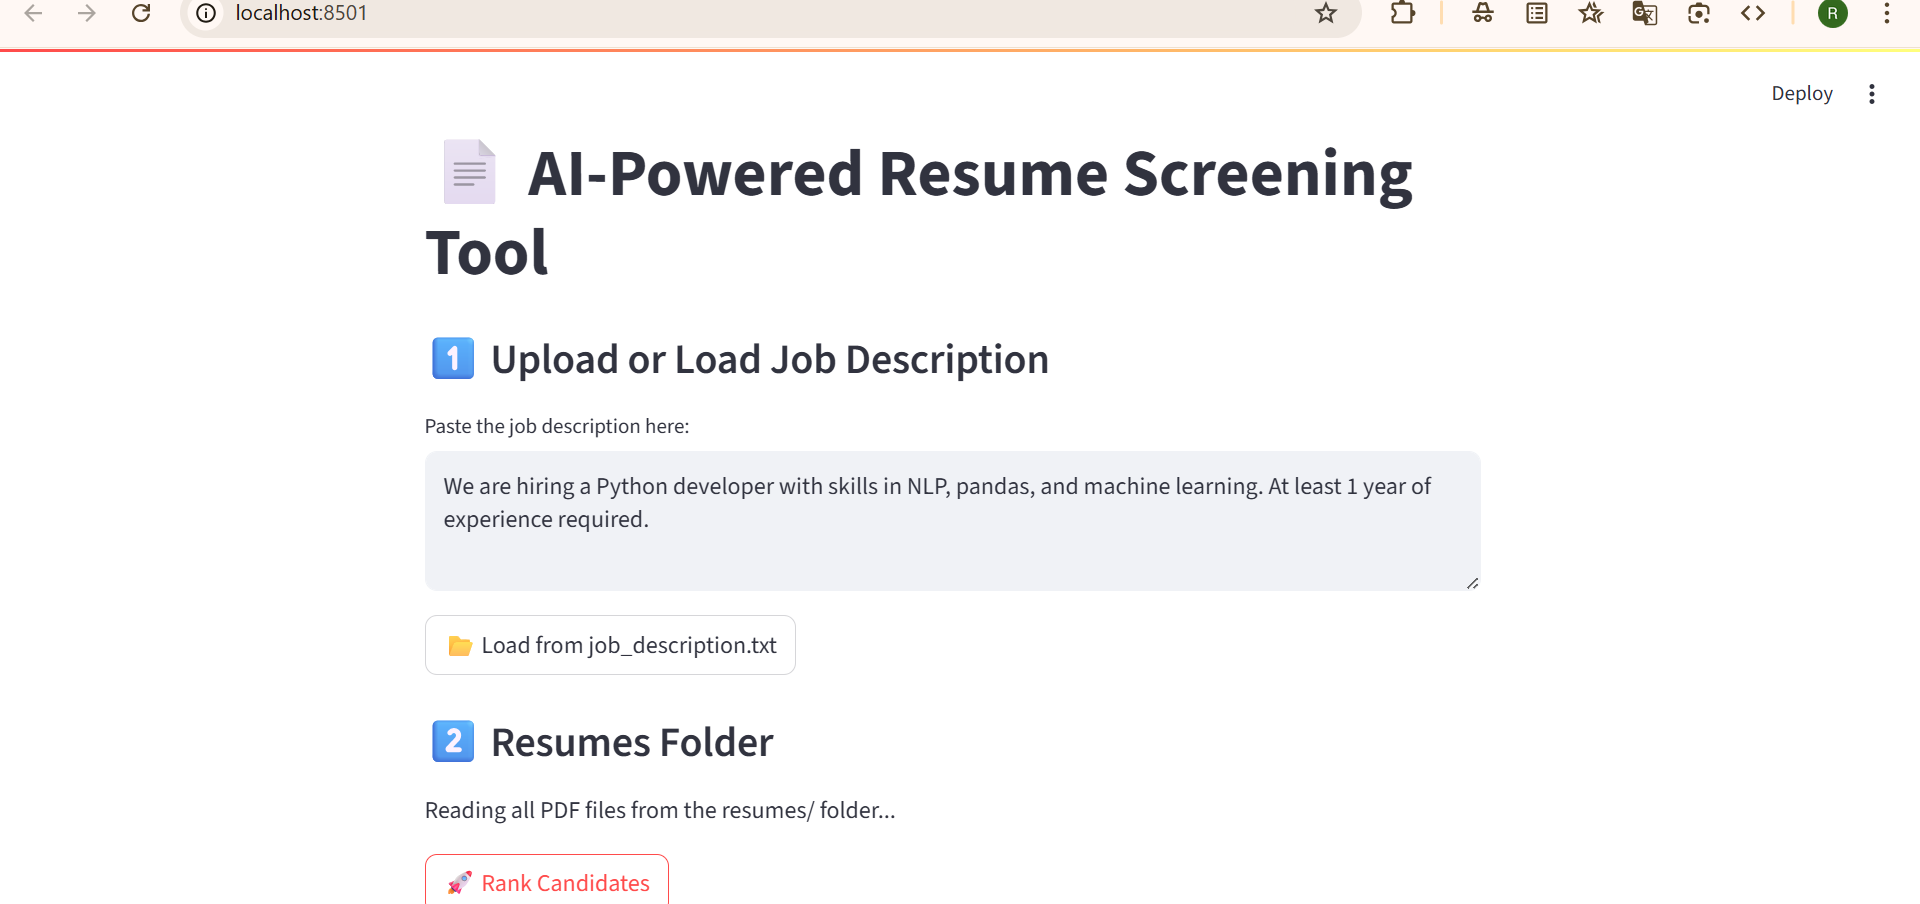 localhost:8501
R
Deploy
AI-Powered Resume Screening
Tool
1 Upload or Load Job Description
Paste the job description here:
We are hiring a Python developer with skills in NLP, pandas, and machine learning. At least 1 year of
experience required.
Load from job_description.txt
2 Resumes Folder
Reading all PDF files from the resumes/ folder...
Rank Candidates